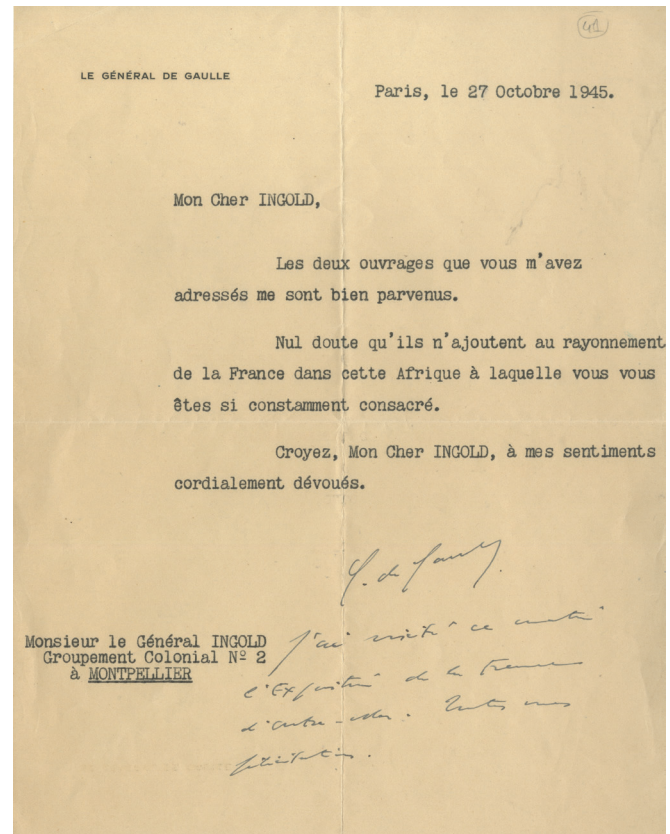 41
LE GÉNÉRAL DE GAULLE
Paris, le 27 Octobre 1945.
Mon Cher INGOLD,
Les deux ouvrages que vous m'avez
adressés me sont bien parvenus.
Nul doute qu'ils n'ajoutent au rayonnement
de la France dans cette Afrique à laquelle vous vous
êtes si constamment consacré.
Croyez, Mon Cher INGOLD, à mes sentiments
cordialement dévoués.
C. de Gaulle.
Monsieur le Général INGOLD
Groupement Colonial Nº 2
à MONTPELLIER
J'ai visité ce matin
l'Exposition de la France
d'outre-mer. Toutes mes
félicitations.